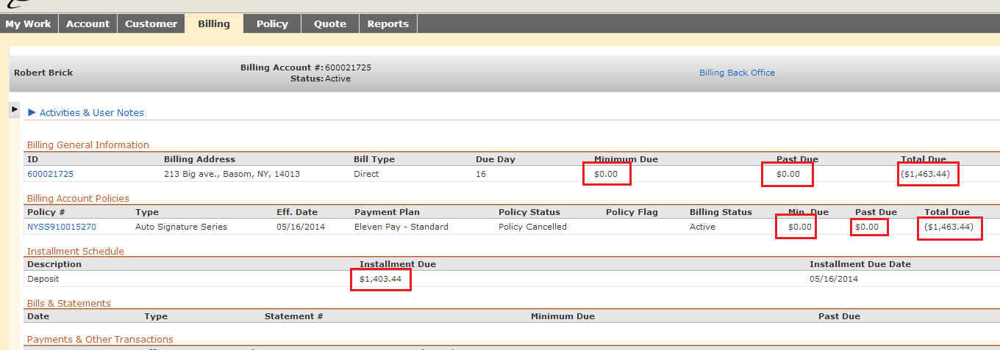 My Work Account Customer Billing Policy Quote Reports
Robert Brick
Billing Account #: 600021725
Status: Active
Billing Back Office
Activities & User Notes
Billing General Information
ID Billing Address Bill Type Due Day Minimum Due Past Due Total Due
600021725 213 Big ave., Basom, NY, 14013 Direct 16 $0.00 $0.00 ($1,463.44)
Billing Account Policies
Policy # Type Eff. Date Payment Plan Policy Status Policy Flag Billing Status Min. Due Past Due Total Due
NYSS910015270 Auto Signature Series 05/16/2014 Eleven Pay - Standard Policy Cancelled Active $0.00 $0.00 ($1,463.44)
Installment Schedule
Description Installment Due Installment Due Date
Deposit $1,403.44 05/16/2014
Bills & Statements
Date Type Statement # Minimum Due Past Due
Payments & Other Transactions